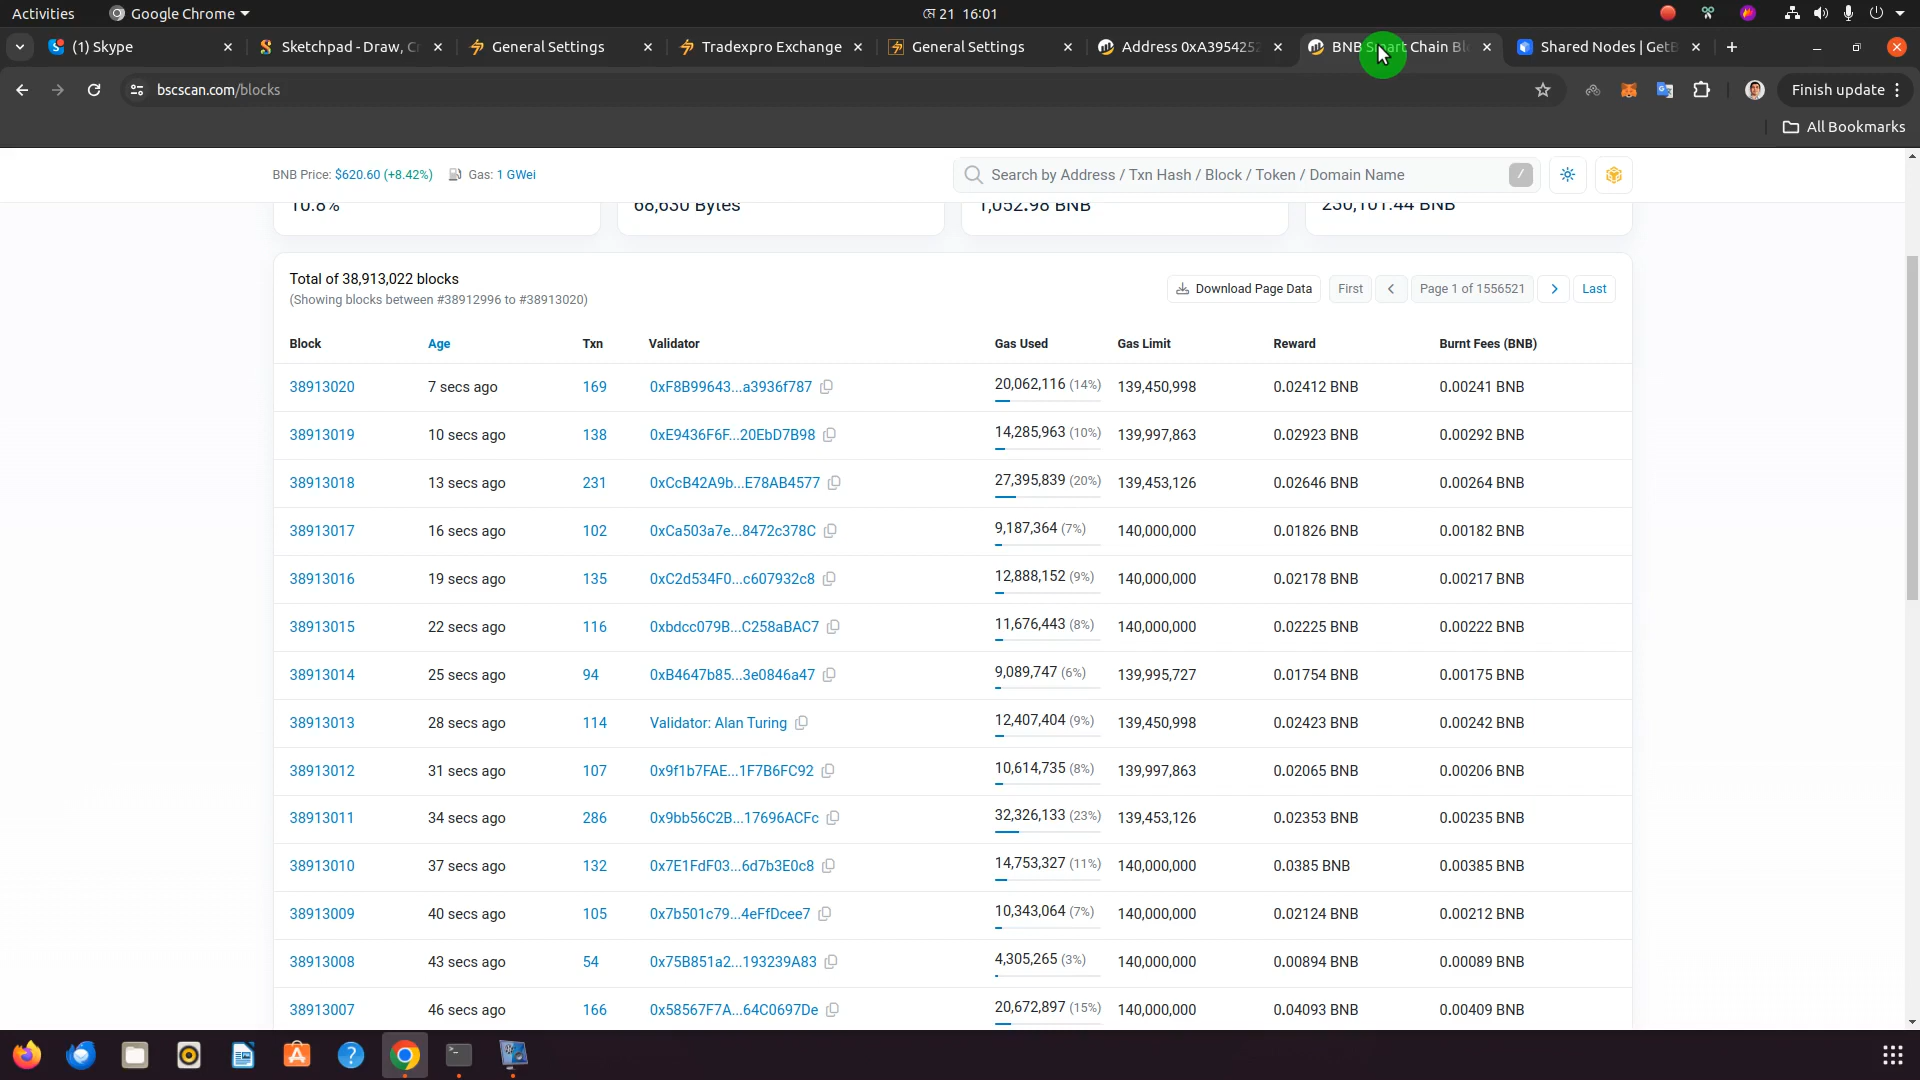 Activities
Google Chrome
মে 21 16:01
(1) Skype
Sketchpad - Draw, Cr
General Settings
Tradexpro Exchange
General Settings
Address 0xA395425
BNB Smart Chain Bl
Shared Nodes | GetB
bscscan.com/blocks
Finish update
All Bookmarks
BNB Price: $620.60 (+8.42%)
Gas: 1 GWei
Search by Address / Txn Hash / Block / Token / Domain Name
/
10.8%
68,630 Bytes
1,052.98 BNB
230,101.44 BNB
Total of 38,913,022 blocks
(Showing blocks between #38912996 to #38913020)
Download Page Data
First
Page 1 of 1556521
Last
Block Age Txn Validator Gas Used Gas Limit Reward Burnt Fees (BNB)
38913020 7 secs ago 169 0xF8B99643...a3936f787 20,062,116 (14%) 139,450,998 0.02412 BNB 0.00241 BNB
38913019 10 secs ago 138 0xE9436F6F...20EbD7B98 14,285,963 (10%) 139,997,863 0.02923 BNB 0.00292 BNB
38913018 13 secs ago 231 0xCcB42A9b...E78AB4577 27,395,839 (20%) 139,453,126 0.02646 BNB 0.00264 BNB
38913017 16 secs ago 102 0xCa503a7e...8472c378C 9,187,364 (7%) 140,000,000 0.01826 BNB 0.00182 BNB
38913016 19 secs ago 135 0xC2d534F0...c607932c8 12,888,152 (9%) 140,000,000 0.02178 BNB 0.00217 BNB
38913015 22 secs ago 116 0xbdcc079B...C258aBAC7 11,676,443 (8%) 140,000,000 0.02225 BNB 0.00222 BNB
38913014 25 secs ago 94 0xB4647b85...3e0846a47 9,089,747 (6%) 139,995,727 0.01754 BNB 0.00175 BNB
38913013 28 secs ago 114 Validator: Alan Turing 12,407,404 (9%) 139,450,998 0.02423 BNB 0.00242 BNB
38913012 31 secs ago 107 0x9f1b7FAE...1F7B6FC92 10,614,735 (8%) 139,997,863 0.02065 BNB 0.00206 BNB
38913011 34 secs ago 286 0x9bb56C2B...17696ACFc 32,326,133 (23%) 139,453,126 0.02353 BNB 0.00235 BNB
38913010 37 secs ago 132 0x7E1FdF03...6d7b3E0c8 14,753,327 (11%) 140,000,000 0.0385 BNB 0.00385 BNB
38913009 40 secs ago 105 0x7b501c79...4eFfDcee7 10,343,064 (7%) 140,000,000 0.02124 BNB 0.00212 BNB
38913008 43 secs ago 54 0x75B851a2...193239A83 4,305,265 (3%) 140,000,000 0.00894 BNB 0.00089 BNB
38913007 46 secs ago 166 0x58567F7A...64C0697De 20,672,897 (15%) 140,000,000 0.04093 BNB 0.00409 BNB